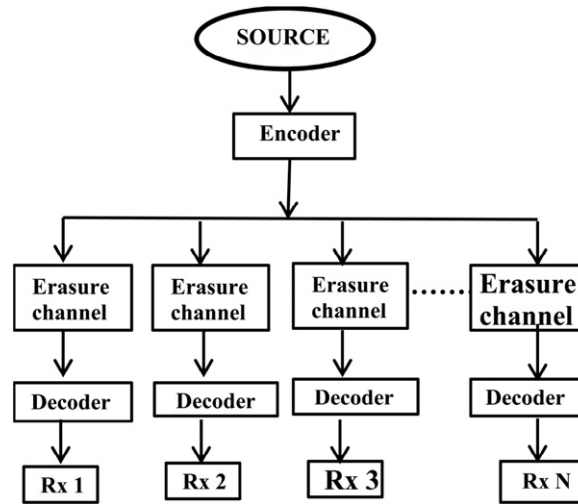 SOURCE
Encoder
Erasure
channel
Erasure
channel
Erasure
channel
.......
Erasure
channel
Decoder
Decoder
Decoder
Decoder
Rx 1
Rx 2
Rx 3
Rx N